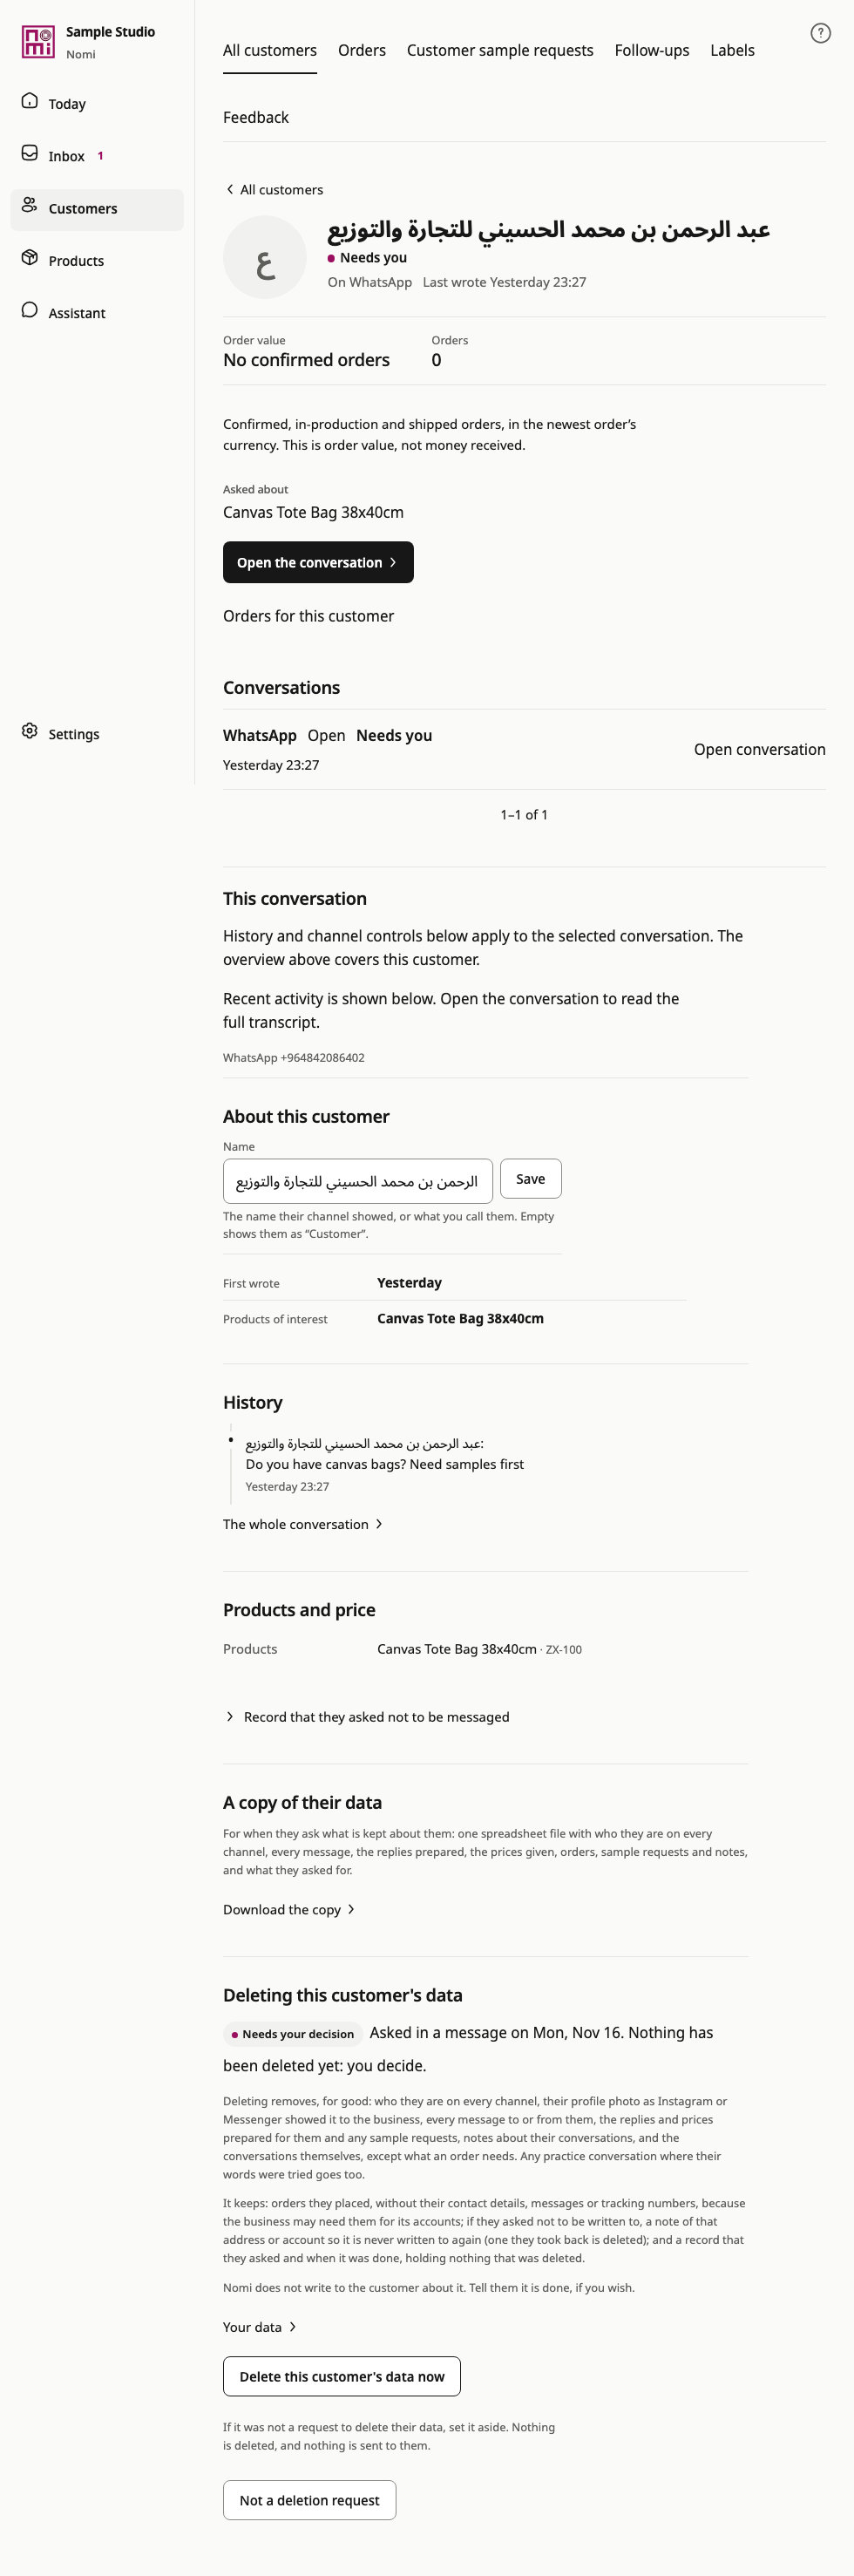 Sample Studio
Nomi
Today
Inbox 1
Customers
Products
Assistant
Settings
All customers Orders Customer sample requests Follow-ups Labels
Feedback
All customers
ع
عبد الرحمن بن محمد الحسيني للتجارة والتوزيع
Needs you
On WhatsApp Last wrote Yesterday 23:27
Order value Orders
No confirmed orders 0
Confirmed, in-production and shipped orders, in the newest order’s
currency. This is order value, not money received.
Asked about
Canvas Tote Bag 38x40cm
Open the conversation
Orders for this customer
Conversations
WhatsApp Open Needs you
Yesterday 23:27
Open conversation
1–1 of 1
This conversation
History and channel controls below apply to the selected conversation. The
overview above covers this customer.
Recent activity is shown below. Open the conversation to read the
full transcript.
WhatsApp +964842086402
About this customer
Name
الرحمن بن محمد الحسيني للتجارة والتوزيع
Save
The name their channel showed, or what you call them. Empty
shows them as “Customer”.
First wrote Yesterday
Products of interest Canvas Tote Bag 38x40cm
History
عبد الرحمن بن محمد الحسيني للتجارة والتوزيع:
Do you have canvas bags? Need samples first
Yesterday 23:27
The whole conversation
Products and price
Products Canvas Tote Bag 38x40cm · ZX-100
Record that they asked not to be messaged
A copy of their data
For when they ask what is kept about them: one spreadsheet file with who they are on every
channel, every message, the replies prepared, the prices given, orders, sample requests and notes,
and what they asked for.
Download the copy
Deleting this customer's data
Needs your decision Asked in a message on Mon, Nov 16. Nothing has
been deleted yet: you decide.
Deleting removes, for good: who they are on every channel, their profile photo as Instagram or
Messenger showed it to the business, every message to or from them, the replies and prices
prepared for them and any sample requests, notes about their conversations, and the
conversations themselves, except what an order needs. Any practice conversation where their
words were tried goes too.
It keeps: orders they placed, without their contact details, messages or tracking numbers, because
the business may need them for its accounts; if they asked not to be written to, a note of that
address or account so it is never written to again (one they took back is deleted); and a record that
they asked and when it was done, holding nothing that was deleted.
Nomi does not write to the customer about it. Tell them it is done, if you wish.
Your data
Delete this customer's data now
If it was not a request to delete their data, set it aside. Nothing
is deleted, and nothing is sent to them.
Not a deletion request